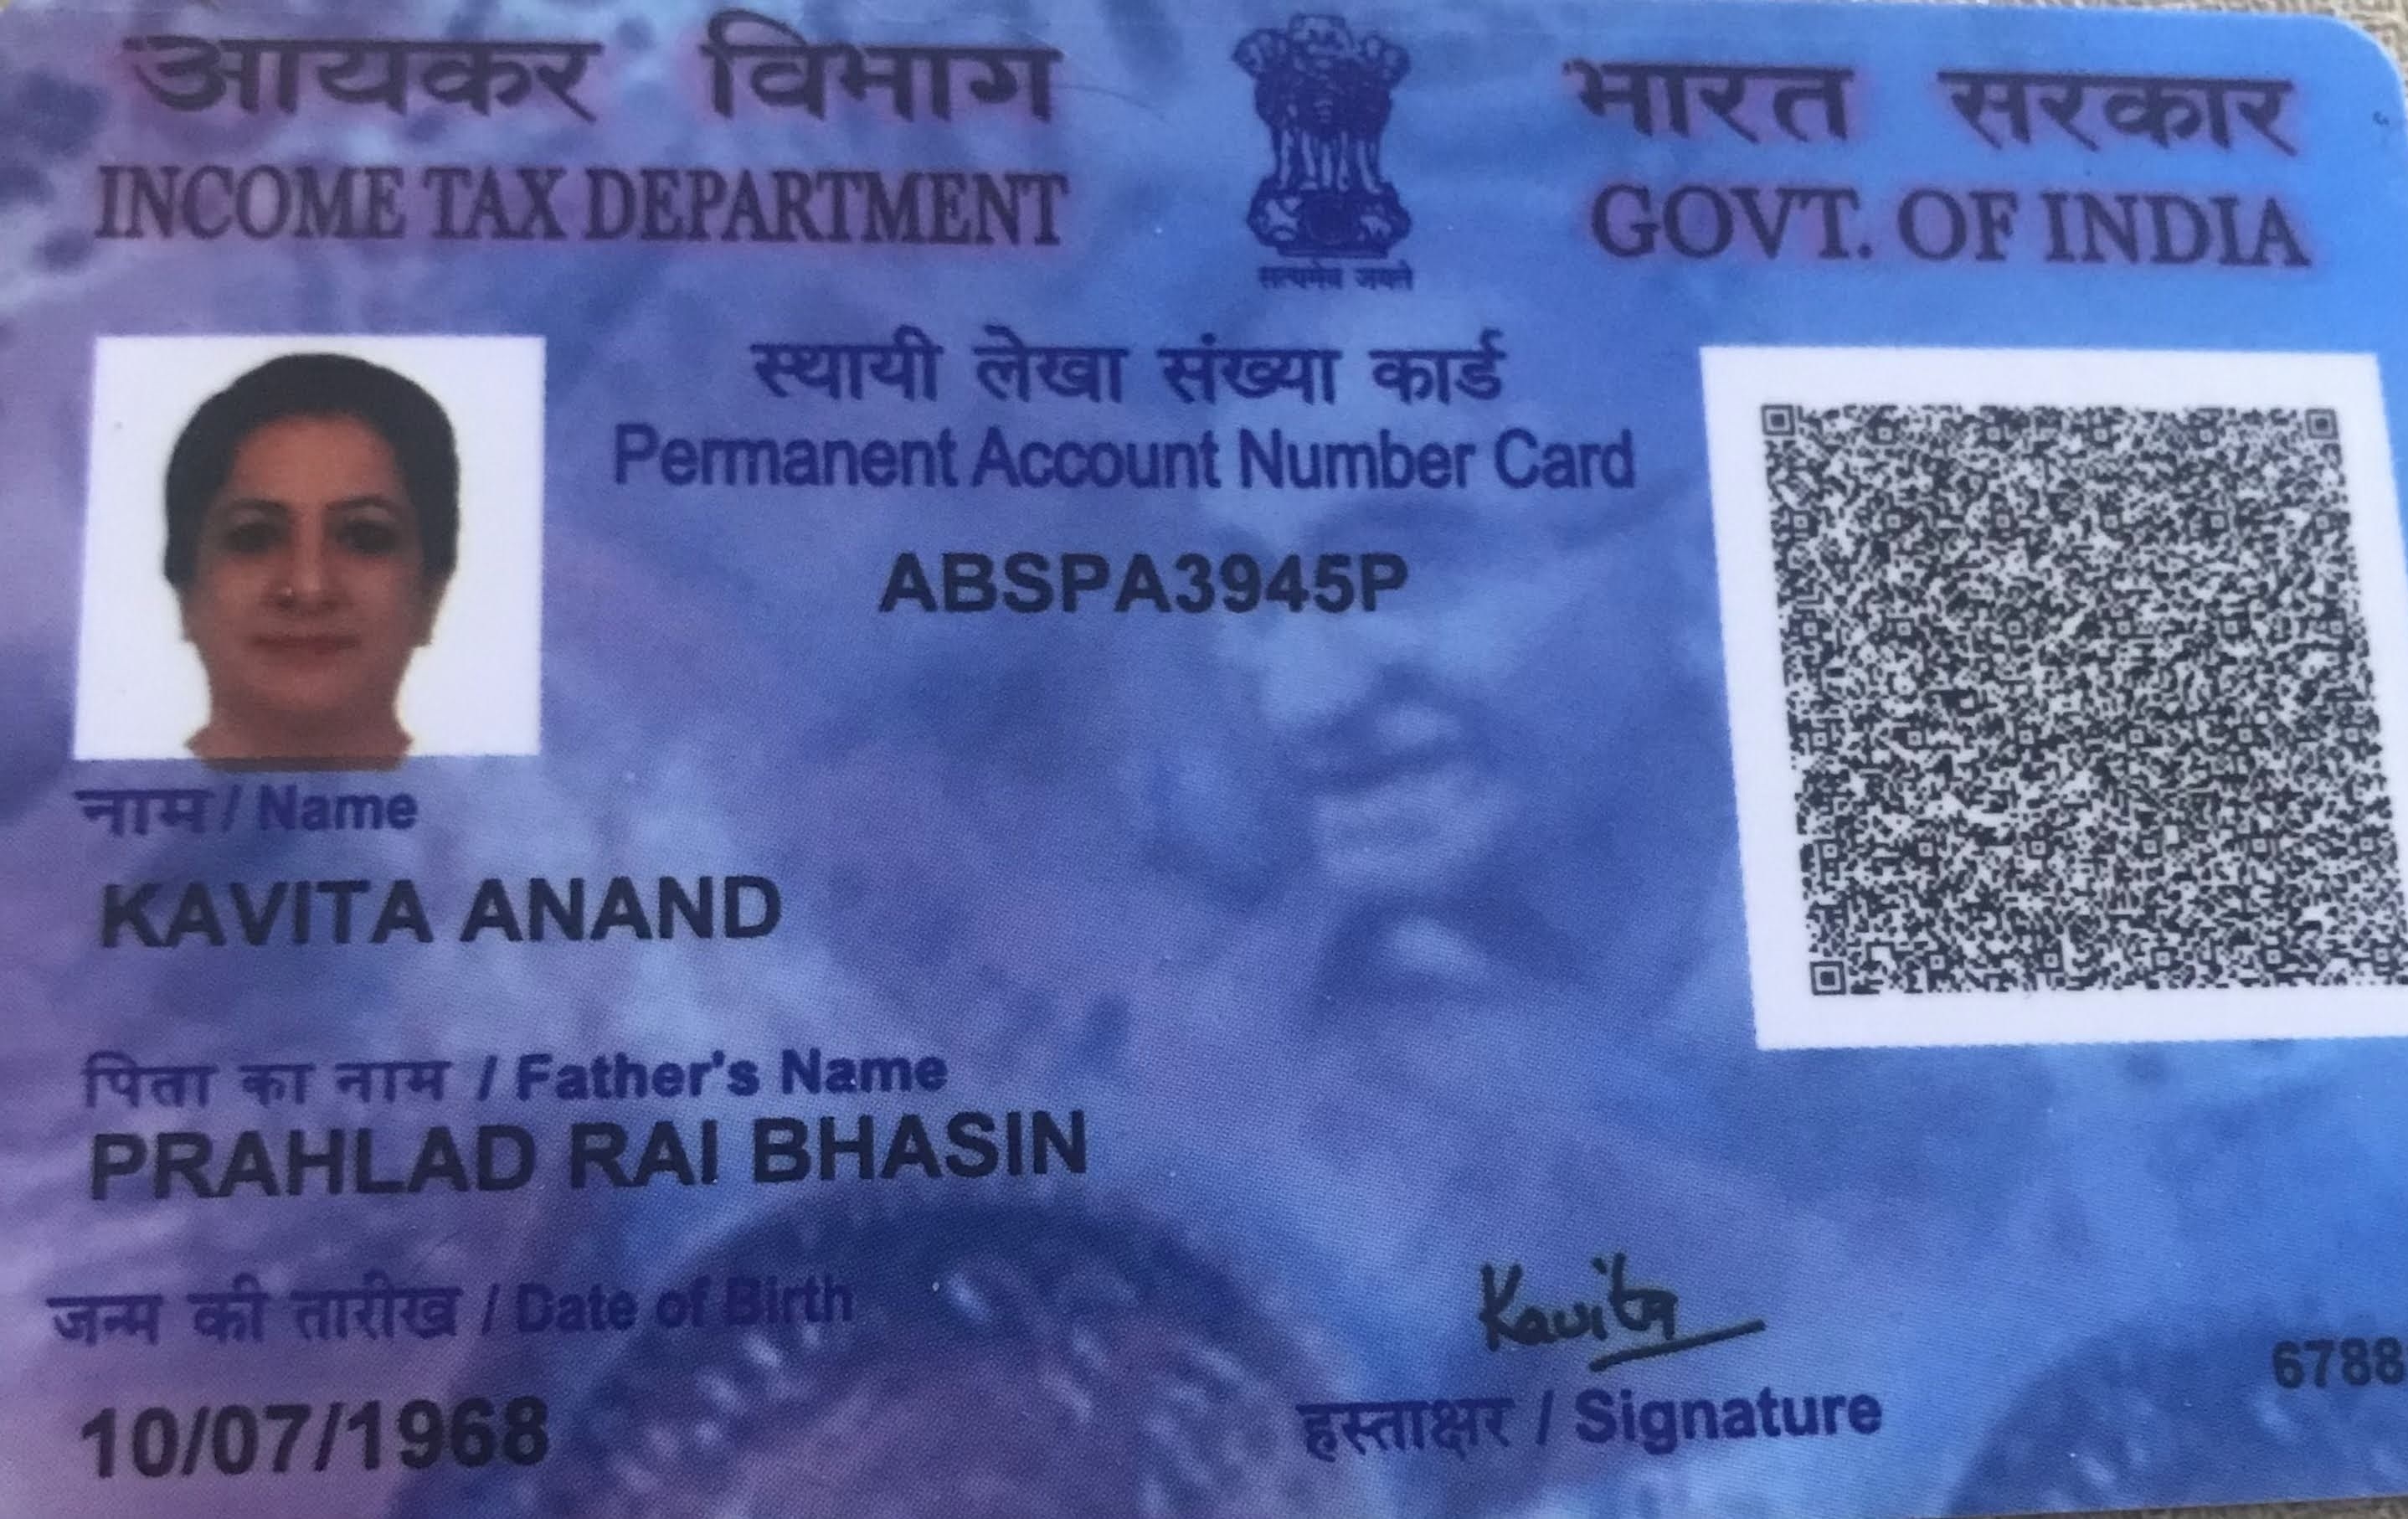 आयकर विभाग
INCOME TAX DEPARTMENT
भारत सरकार
GOVT. OF INDIA
सत्यमेव जयते
स्थायी लेखा संख्या कार्ड
Permanent Account Number Card
ABSPA3945P
नाम / Name
KAVITA ANAND
पिता का नाम / Father's Name
PRAHLAD RAI BHASIN
जन्म की तारीख / Date of Birth
10/07/1968
Kavita
हस्ताक्षर / Signature
6788